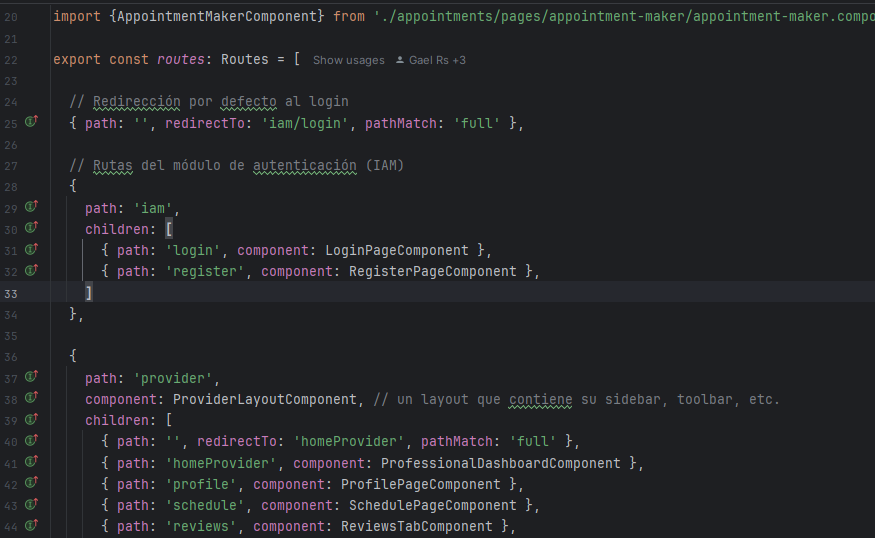 20 import {AppointmentMakerComponent} from './appointments/pages/appointment-maker/appointment-maker.compo
21
22 export const routes: Routes = [ Show usages Gael Rs +3
23
24 // Redirección por defecto al login
25 { path: '', redirectTo: 'iam/login', pathMatch: 'full' },
26
27 // Rutas del módulo de autenticación (IAM)
28 {
29 path: 'iam',
30 children: [
31 { path: 'login', component: LoginPageComponent },
32 { path: 'register', component: RegisterPageComponent },
33 ]
34 },
35
36 {
37 path: 'provider',
38 component: ProviderLayoutComponent, // un layout que contiene su sidebar, toolbar, etc.
39 children: [
40 { path: '', redirectTo: 'homeProvider', pathMatch: 'full' },
41 { path: 'homeProvider', component: ProfessionalDashboardComponent },
42 { path: 'profile', component: ProfilePageComponent },
43 { path: 'schedule', component: SchedulePageComponent },
44 { path: 'reviews', component: ReviewsTabComponent },